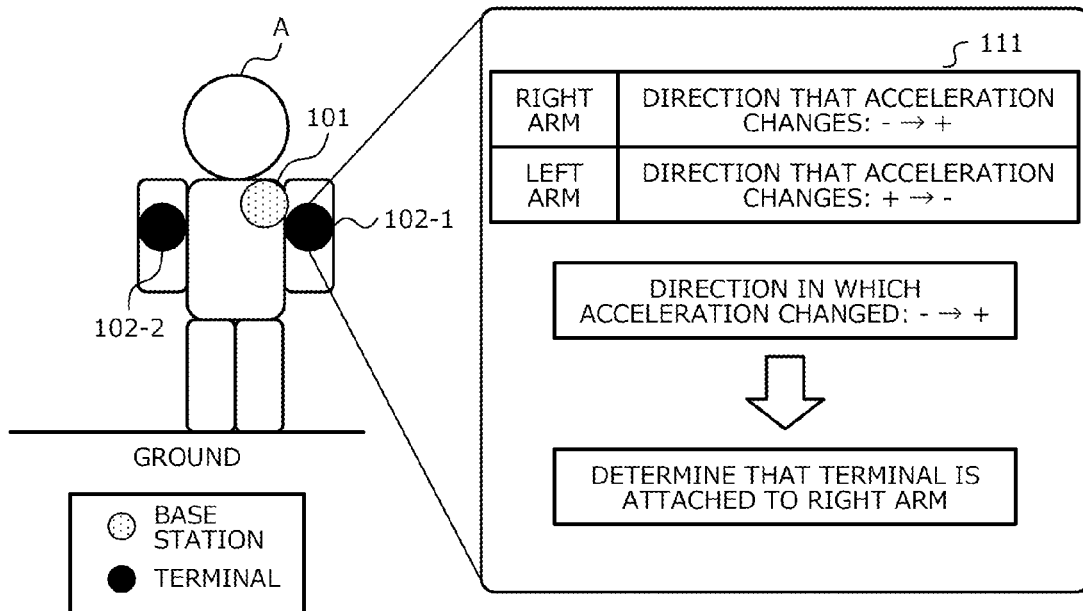 A
101
102-1
102-2
GROUND
BASE
STATION
TERMINAL
111
RIGHT
ARM
DIRECTION THAT ACCELERATION
CHANGES: - → +
LEFT
ARM
DIRECTION THAT ACCELERATION
CHANGES: + → -
DIRECTION IN WHICH
ACCELERATION CHANGED: - → +
DETERMINE THAT TERMINAL IS
ATTACHED TO RIGHT ARM